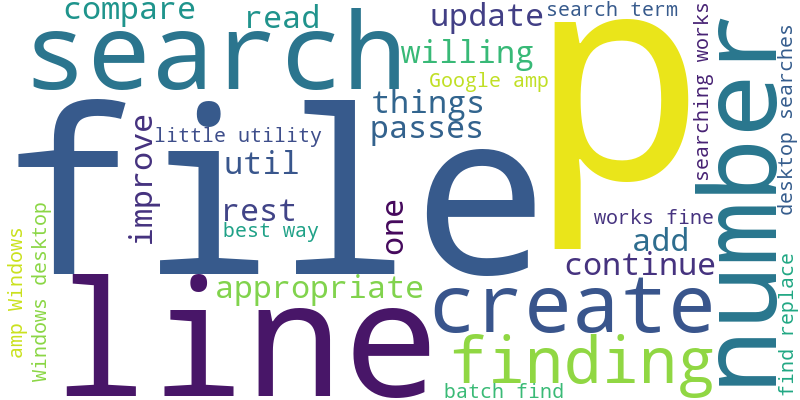 compare
read
update
search term
search
willing
Google amp
p
number
searching works
desktop searches
file
things
passes
little utility
improve
util
rest
one
best way
works fine
add
continue
amp Windows
Windows desktop
line
appropriate
create
finding
find replace
batch find